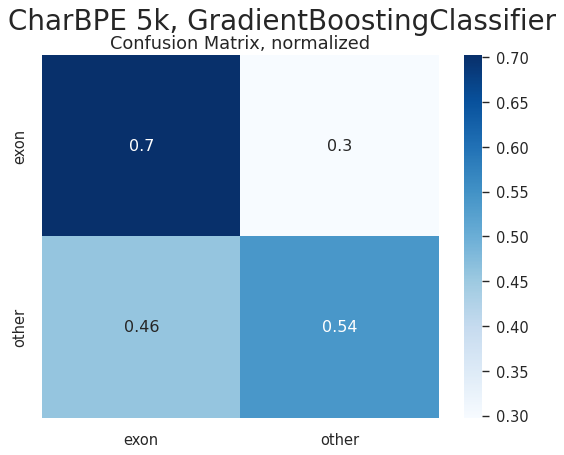 CharBPE 5k, GradientBoostingClassifier
Confusion Matrix, normalized
exon
0.7
0.3
other
0.46
0.54
exon
other
0.70
0.65
0.60
0.55
0.50
0.45
0.40
0.35
0.30